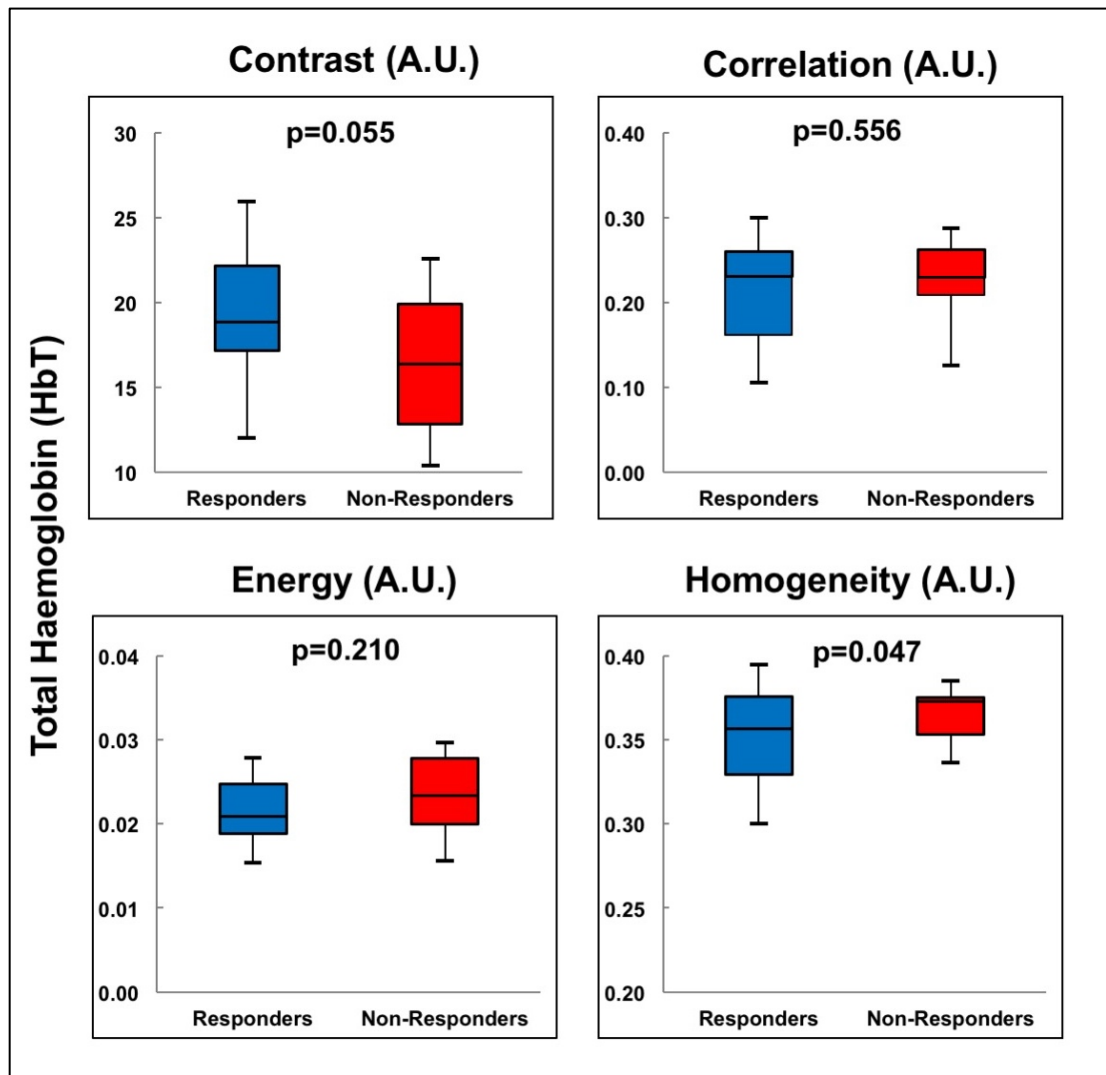 Total Haemoglobin (HbT)
Contrast (A.U.)
p=0.055
30
25
20
15
10
Responders Non-Responders
Correlation (A.U.)
p=0.556
0.40
0.30
0.20
0.10
0.00
Responders Non-Responders
Energy (A.U.)
p=0.210
0.04
0.03
0.02
0.01
0.00
Responders Non-Responders
Homogeneity (A.U.)
p=0.047
0.40
0.35
0.30
0.25
0.20
Responders Non-Responders